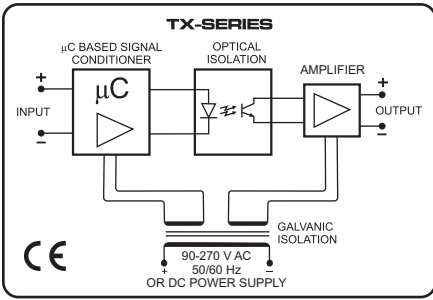 TX-SERIES
µC BASED SIGNAL
CONDITIONER
OPTICAL
ISOLATION
AMPLIFIER
+
µC
+
INPUT
OUTPUT
–
–
GALVANIC
ISOLATION
90-270 V AC
+
50/60 Hz
–
OR DC POWER SUPPLY
CE